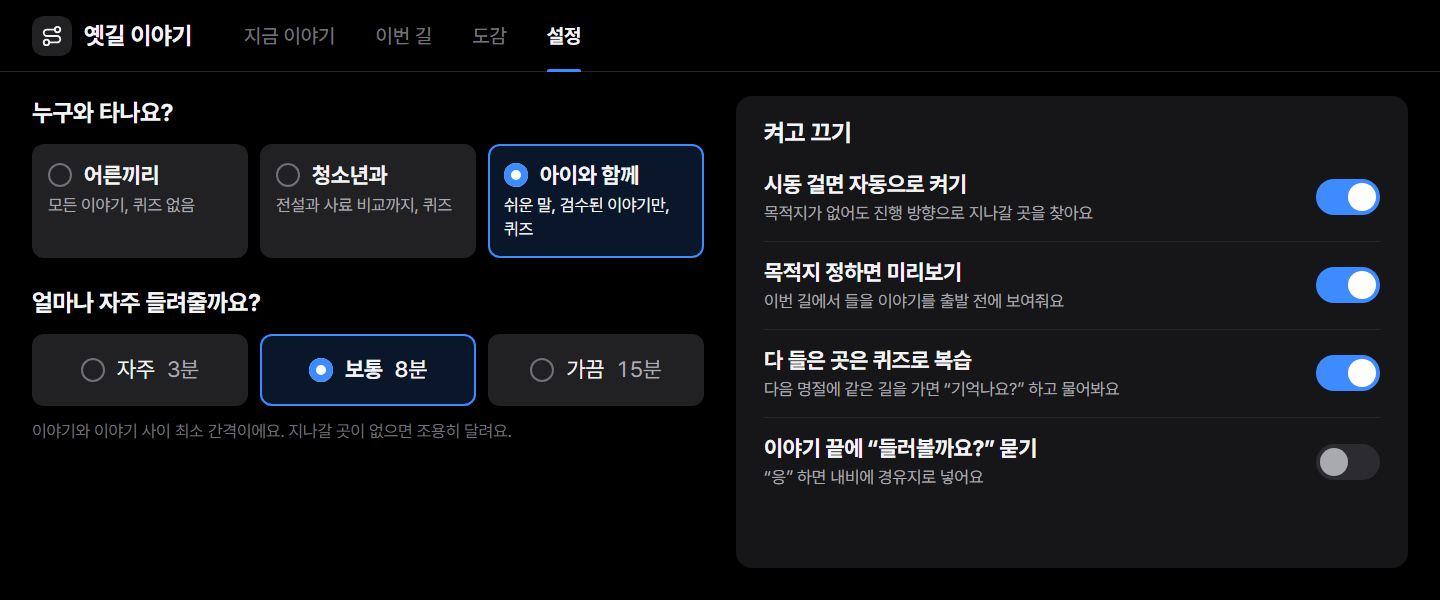 옛길 이야기
지금 이야기
이번 길
도감
설정
누구와 타나요?
어른끼리
모든 이야기, 퀴즈 없음
청소년과
전설과 사료 비교까지, 퀴즈
아이와 함께
쉬운 말, 검수된 이야기만,
퀴즈
얼마나 자주 들려줄까요?
자주 3분
보통 8분
가끔 15분
이야기와 이야기 사이 최소 간격이에요. 지나갈 곳이 없으면 조용히 달려요.
켜고 끄기
시동 걸면 자동으로 켜기
목적지가 없어도 진행 방향으로 지나갈 곳을 찾아요
목적지 정하면 미리보기
이번 길에서 들을 이야기를 출발 전에 보여줘요
다 들은 곳은 퀴즈로 복습
다음 명절에 같은 길을 가면 “기억나요?” 하고 물어봐요
이야기 끝에 “들러볼까요?” 묻기
“응” 하면 내비에 경유지로 넣어요